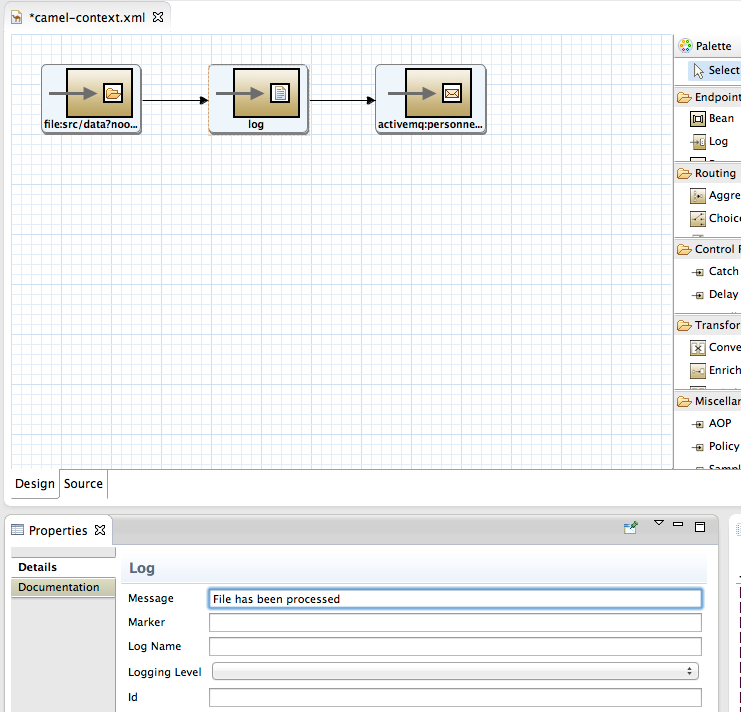 *camel-context.xml
file:src/data?noo...
log
activemq:personne...
Palette
Select
Endpoint
Bean
Log
Routing
Aggre
Choice
Control F
Catch
Delay
Transfor
Conve
Enrich
Miscellar
AOP
Policy
Design
Source
Properties
Details
Documentation
Log
Message
File has been processed
Marker
Log Name
Logging Level
Id